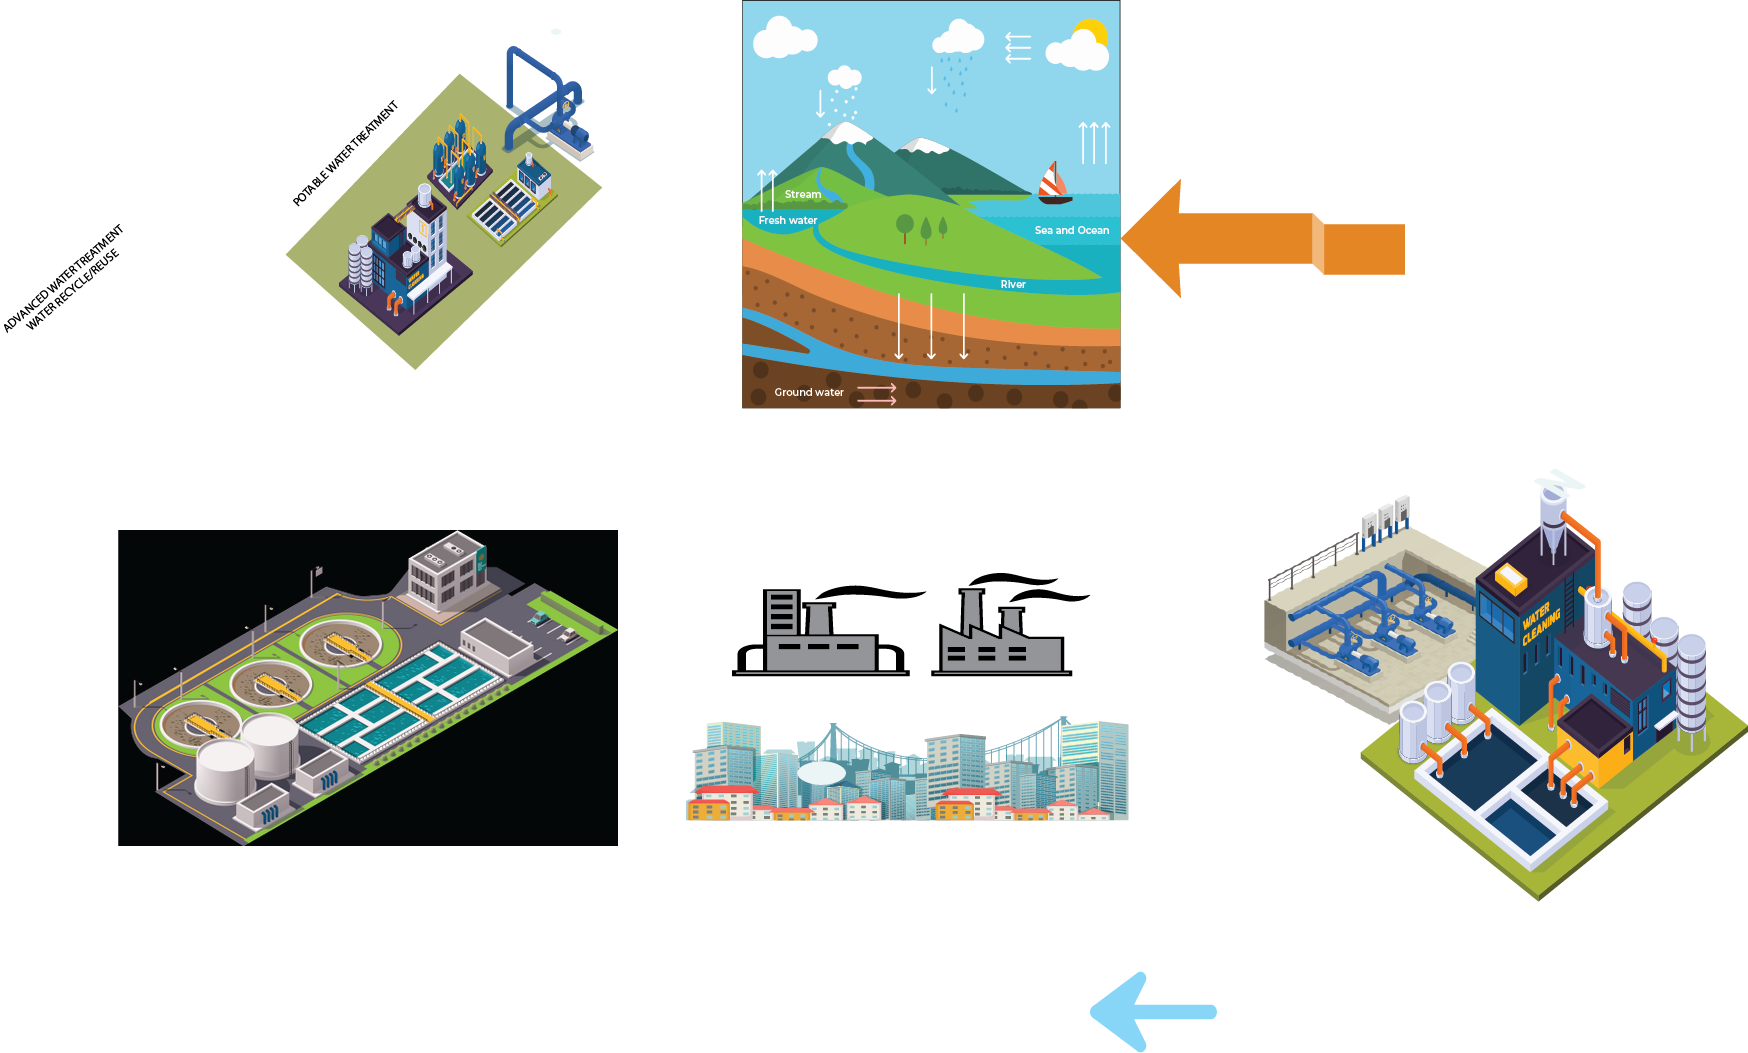 POTABLE WATER TREATMENT
ADVANCED WATER TREATMENT
WATER RECYCLE/REUSE
Stream
Fresh water
Sea and Ocean
River
Ground water
WATER
CLEANING